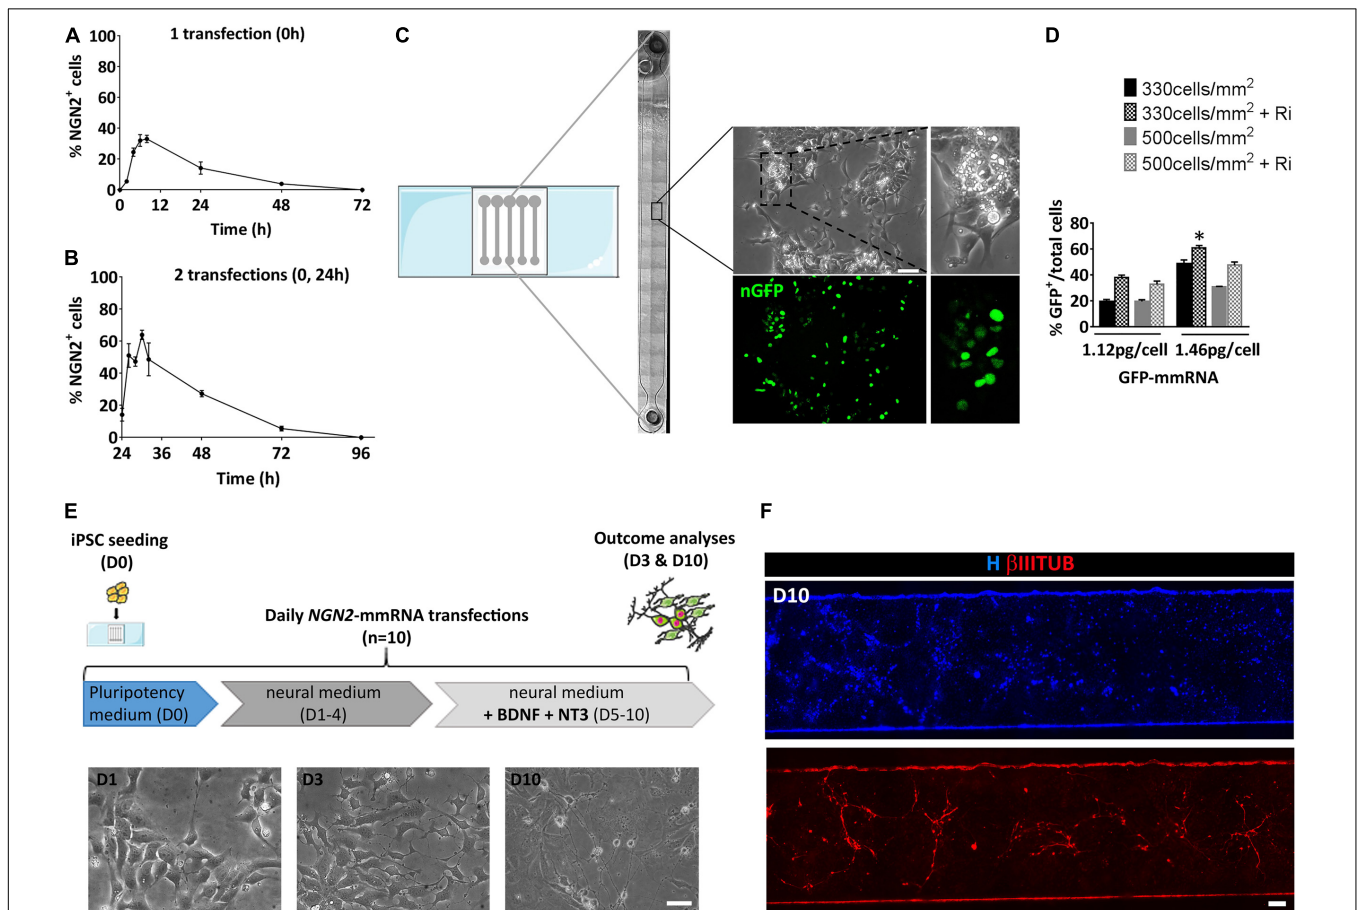 A
1 transfection (0h)
% NGN2+ cells
100
80
60
40
20
0
0 12 24 48 72
Time (h)
B
2 transfections (0, 24h)
% NGN2+ cells
100
80
60
40
20
0
24 36 48 72 96
Time (h)
C
nGFP
D
330cells/mm2
330cells/mm2 + Ri
500cells/mm2
500cells/mm2 + Ri
% GFP+/total cells
80
60
40
20
0
*
1.12pg/cell 1.46pg/cell
GFP-mmRNA
E
iPSC seeding
(D0)
Daily NGN2-mmRNA transfections
(n=10)
Outcome analyses
(D3 & D10)
Pluripotency
medium (D0)
neural medium
(D1-4)
neural medium
+ BDNF + NT3 (D5-10)
D1
D3
D10
F
H βIIITUB
D10